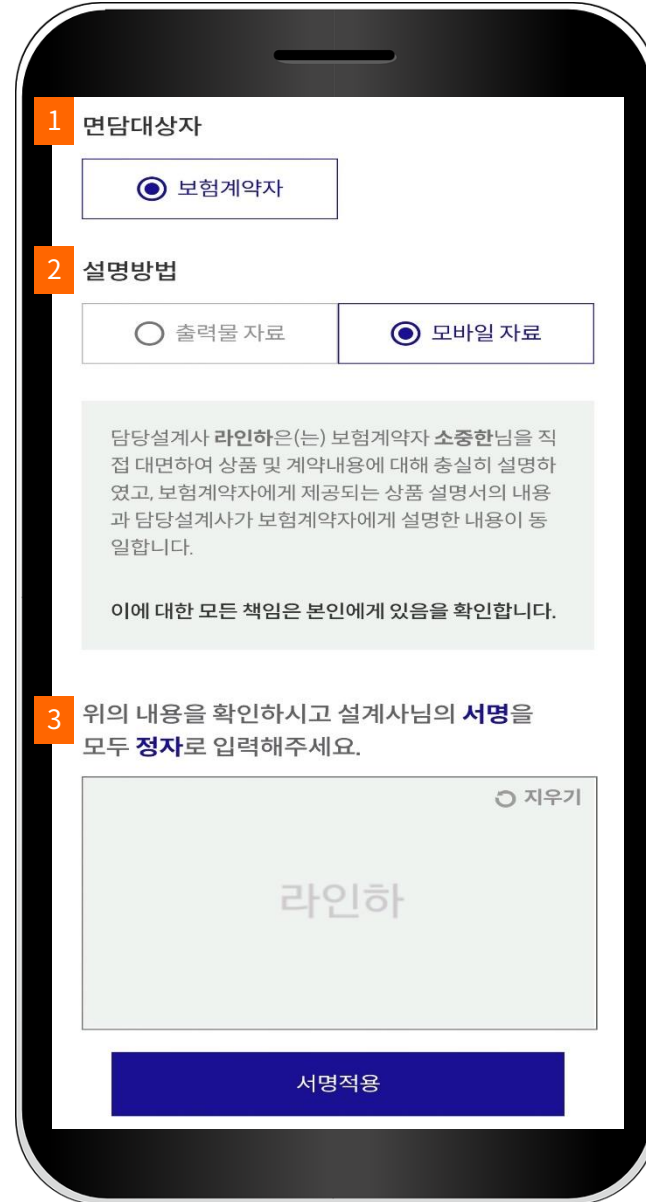 1 면담대상자
보험계약자
2 설명방법
출력물 자료 모바일 자료
담당설계사 라인하은(는) 보험계약자 소중한님을 직
접 대면하여 상품 및 계약내용에 대해 충실히 설명하
였고, 보험계약자에게 제공되는 상품 설명서의 내용
과 담당설계사가 보험계약자에게 설명한 내용이 동
일합니다.
이에 대한 모든 책임은 본인에게 있음을 확인합니다.
3 위의 내용을 확인하시고 설계사님의 서명을
모두 정자로 입력해주세요.
지우기
라인하
서명적용